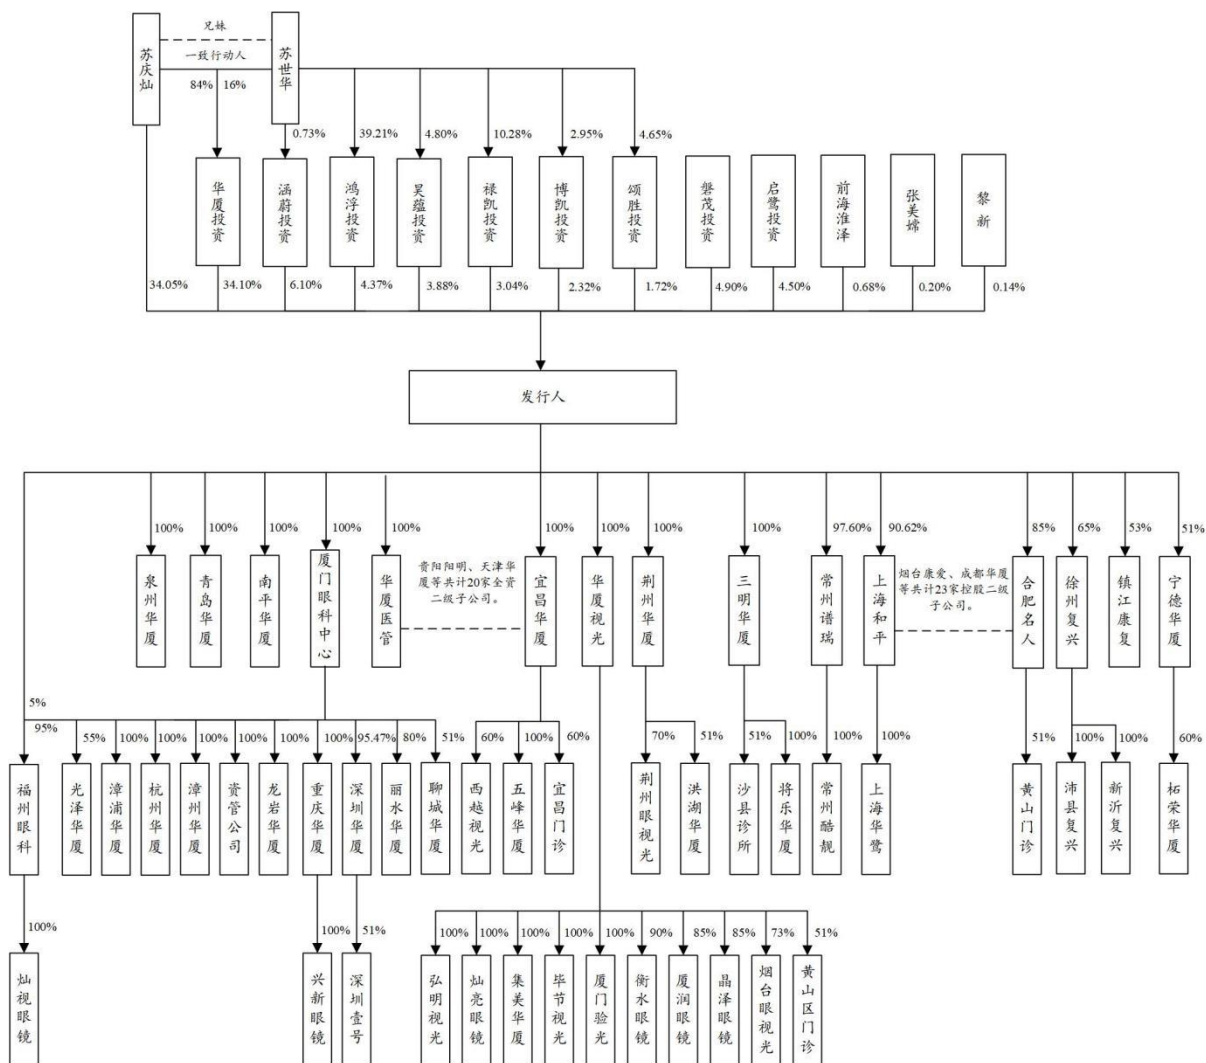 兄妹
一致行动人
苏庆灿
苏世华
84%
16%
0.73%
39.21%
4.80%
10.28%
2.95%
4.65%
华厦投资
涵蔚投资
鸿浮投资
昊蕴投资
禄凯投资
博凯投资
颂胜投资
磐茂投资
启鹭投资
前海淮泽
张美嫦
黎新
34.05%
34.10%
6.10%
4.37%
3.88%
3.04%
2.32%
1.72%
4.90%
4.50%
0.68%
0.20%
0.14%
发行人
100%
100%
100%
100%
100%
100%
100%
100%
100%
97.60%
90.62%
85%
65%
53%
51%
泉州华厦
青岛华厦
南平华厦
厦门眼科中心
华厦医管
贵阳阳明、天津华
厦等共计20家全资
二级子公司。
宜昌华厦
华厦视光
荆州华厦
三明华厦
常州谱瑞
上海和平
烟台康爱、成都华厦
等共计23家控股二级
子公司。
合肥名人
徐州复兴
镇江康复
宁德华厦
5%
95%
55%
100%
100%
100%
100%
100%
100%
95.47%
80%
51%
60%
100%
60%
70%
51%
51%
100%
100%
100%
51%
100%
100%
60%
福州眼科
光泽华厦
漳浦华厦
杭州华厦
漳州华厦
资管公司
龙岩华厦
重庆华厦
深圳华厦
丽水华厦
聊城华厦
西越视光
五峰华厦
宜昌门诊
荆州眼视光
洪湖华厦
沙县诊所
将乐华厦
常州酷靓
上海华鹭
黄山门诊
沛县复兴
新沂复兴
柘荣华厦
100%
100%
51%
100%
100%
100%
100%
100%
90%
85%
85%
73%
51%
灿视眼镜
兴新眼镜
深圳壹号
弘明视光
灿亮眼镜
集美华厦
毕节视光
厦门验光
衡水眼镜
厦润眼镜
晶泽眼镜
烟台眼视光
黄山区门诊